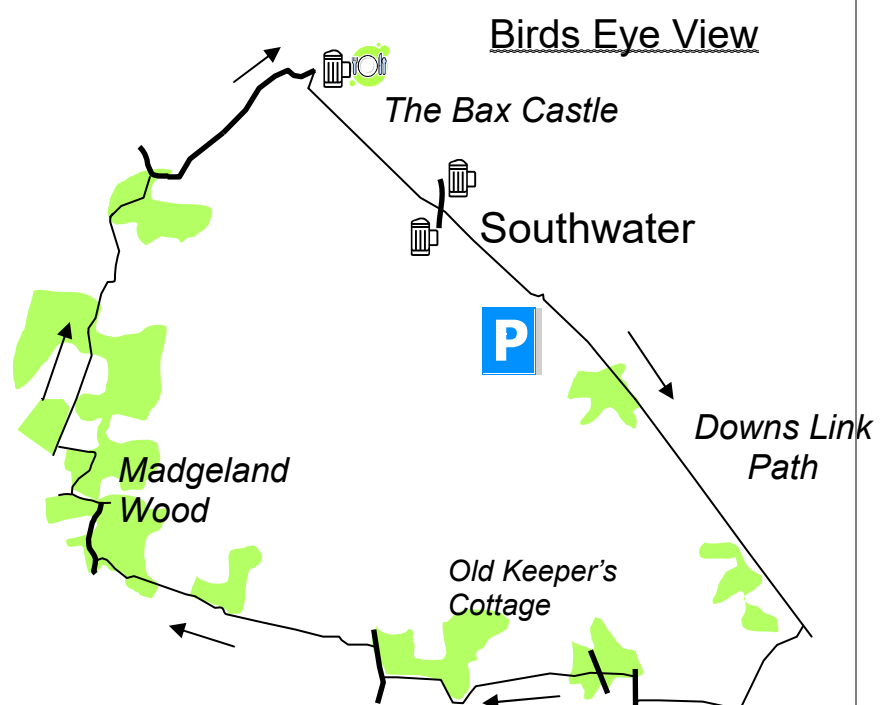 Birds Eye View
The Bax Castle
Southwater
P
Downs Link
Path
Madgeland
Wood
Old Keeper’s
Cottage